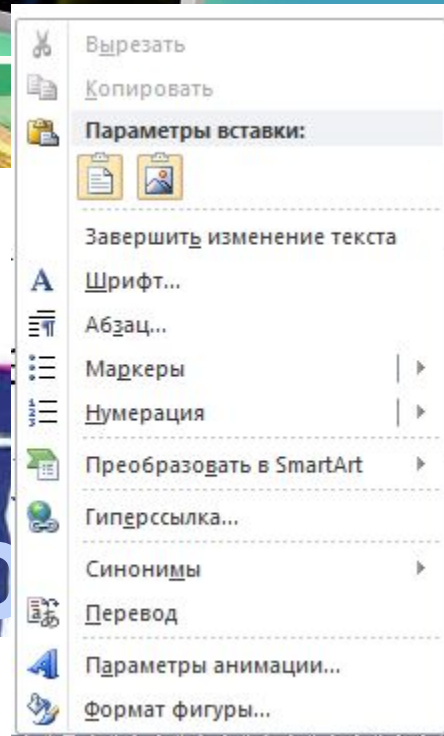 Вырезать
Копировать
Параметры вставки:
Завершить изменение текста
Шрифт...
Абзац...
Маркеры
Нумерация
Преобразовать в SmartArt
Гиперссылка...
Синонимы
Перевод
Параметры анимации...
Формат фигуры...